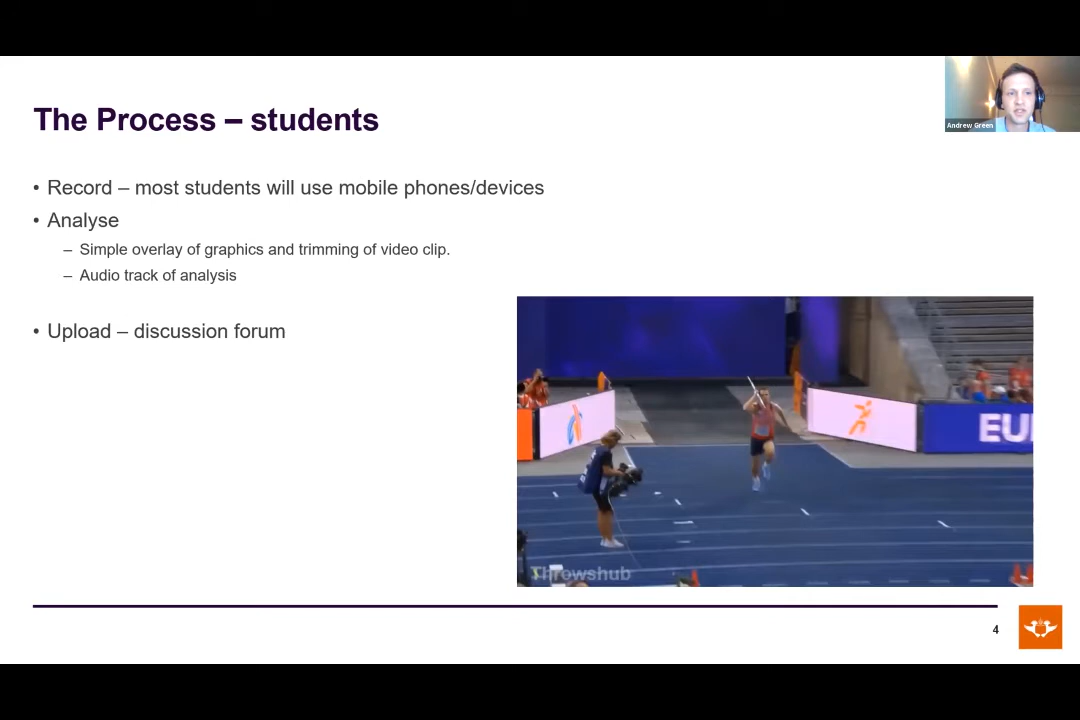 The Process – students
Andrew Green
• Record – most students will use mobile phones/devices
• Analyse
– Simple overlay of graphics and trimming of video clip.
– Audio track of analysis
• Upload – discussion forum
EU
Throwshub
4